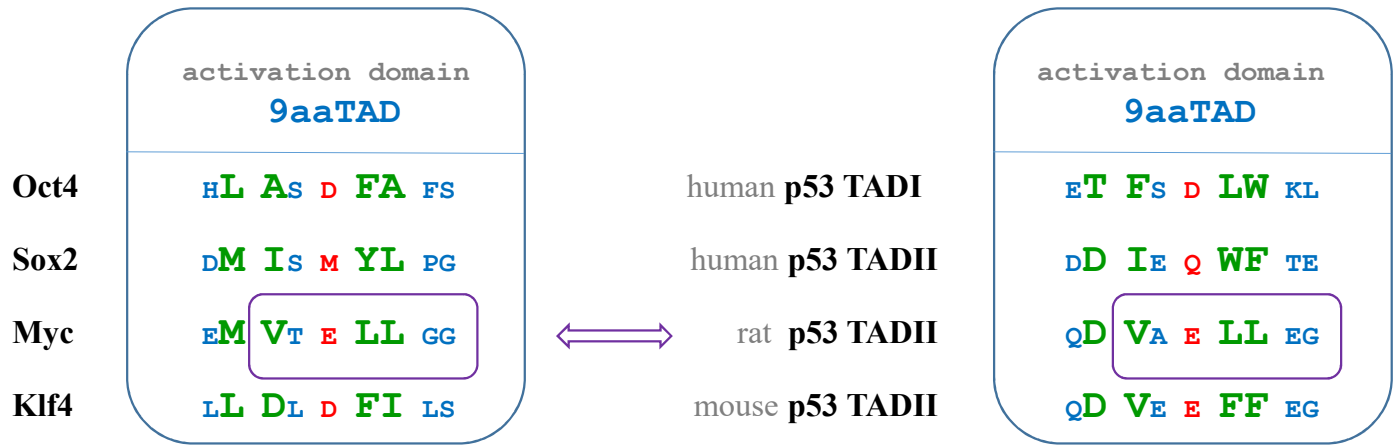 activation domain activation domain
9aaTAD 9aaTAD
Oct4 HL AS D FA FS human p53 TADI ET FS D LW KL
Sox2 DM IS M YL PG human p53 TADII DD IE Q WF TE
Myc EM VT E LL GG rat p53 TADII QD VA E LL EG
Klf4 LL DL D FI LS mouse p53 TADII QD VE E FF EG